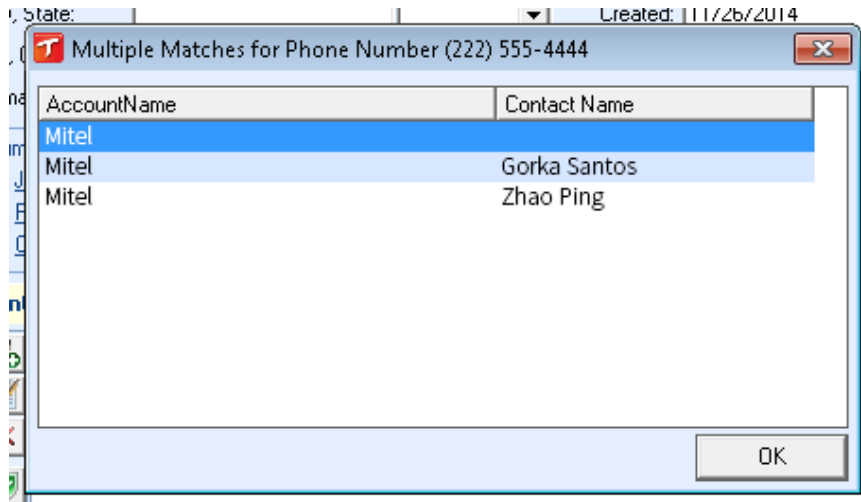 State:
Created: 11/26/2014
Multiple Matches for Phone Number (222) 555-4444
AccountName Contact Name
Mitel
Mitel Gorka Santos
Mitel Zhao Ping
OK